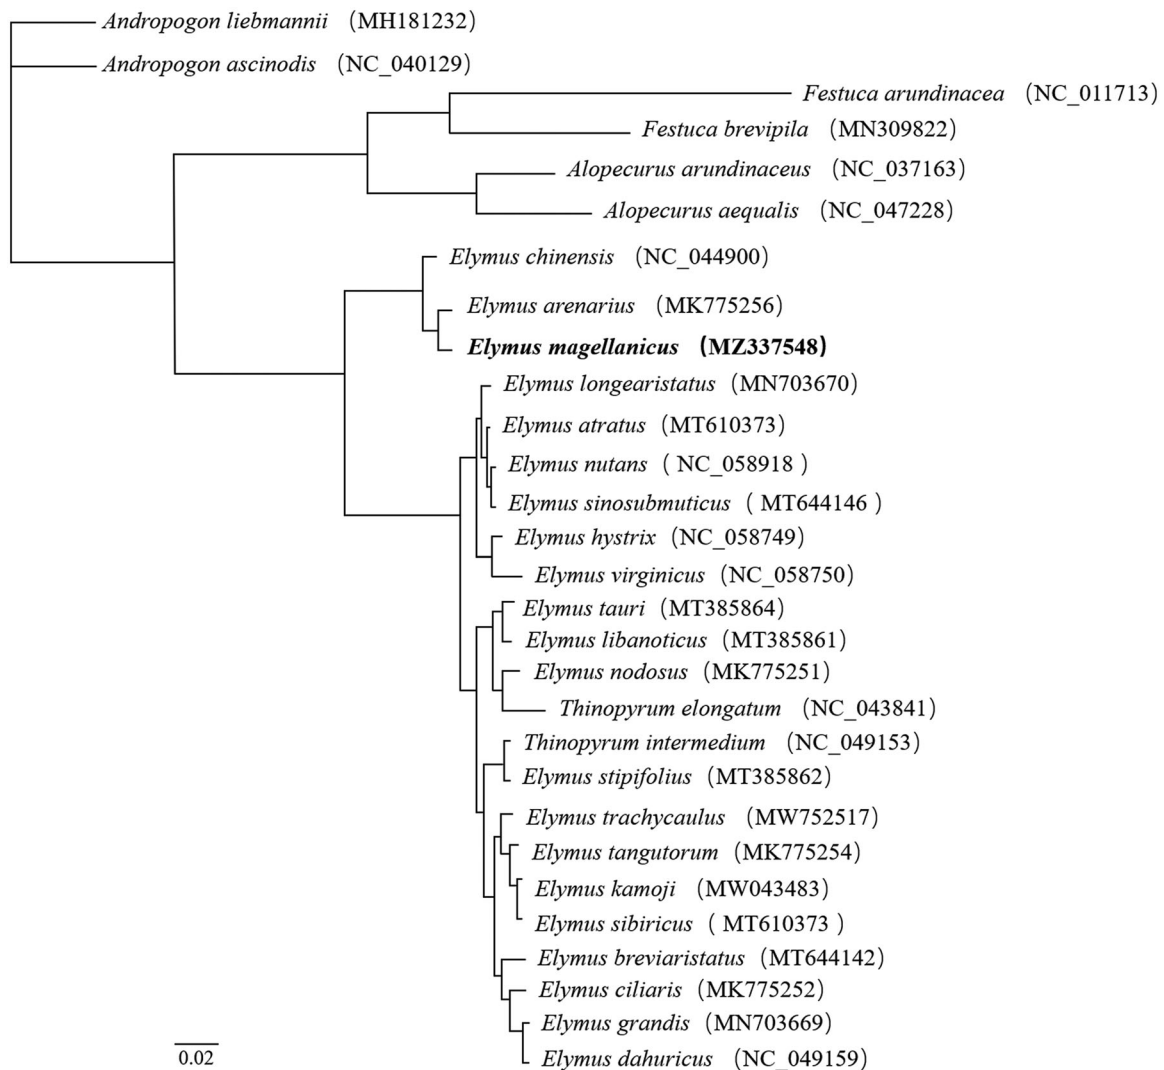 Andropogon liebmannii (MH181232)
Andropogon ascinodis (NC_040129)
Festuca arundinacea (NC_011713)
Festuca brevipila (MN309822)
Alopecurus arundinaceus (NC_037163)
Alopecurus aequalis (NC_047228)
Elymus chinensis (NC_044900)
Elymus arenarius (MK775256)
Elymus magellanicus (MZ337548)
Elymus longearistatus (MN703670)
Elymus atratus (MT610373)
Elymus nutans ( NC_058918 )
Elymus sinosubmuticus ( MT644146 )
Elymus hystrix (NC_058749)
Elymus virginicus (NC_058750)
Elymus tauri (MT385864)
Elymus libanoticus (MT385861)
Elymus nodosus (MK775251)
Thinopyrum elongatum (NC_043841)
Thinopyrum intermedium (NC_049153)
Elymus stipifolius (MT385862)
Elymus trachycaulus (MW752517)
Elymus tangutorum (MK775254)
Elymus kamoji (MW043483)
Elymus sibiricus ( MT610373 )
Elymus breviaristatus (MT644142)
Elymus ciliaris (MK775252)
Elymus grandis (MN703669)
Elymus dahuricus (NC_049159)
0.02